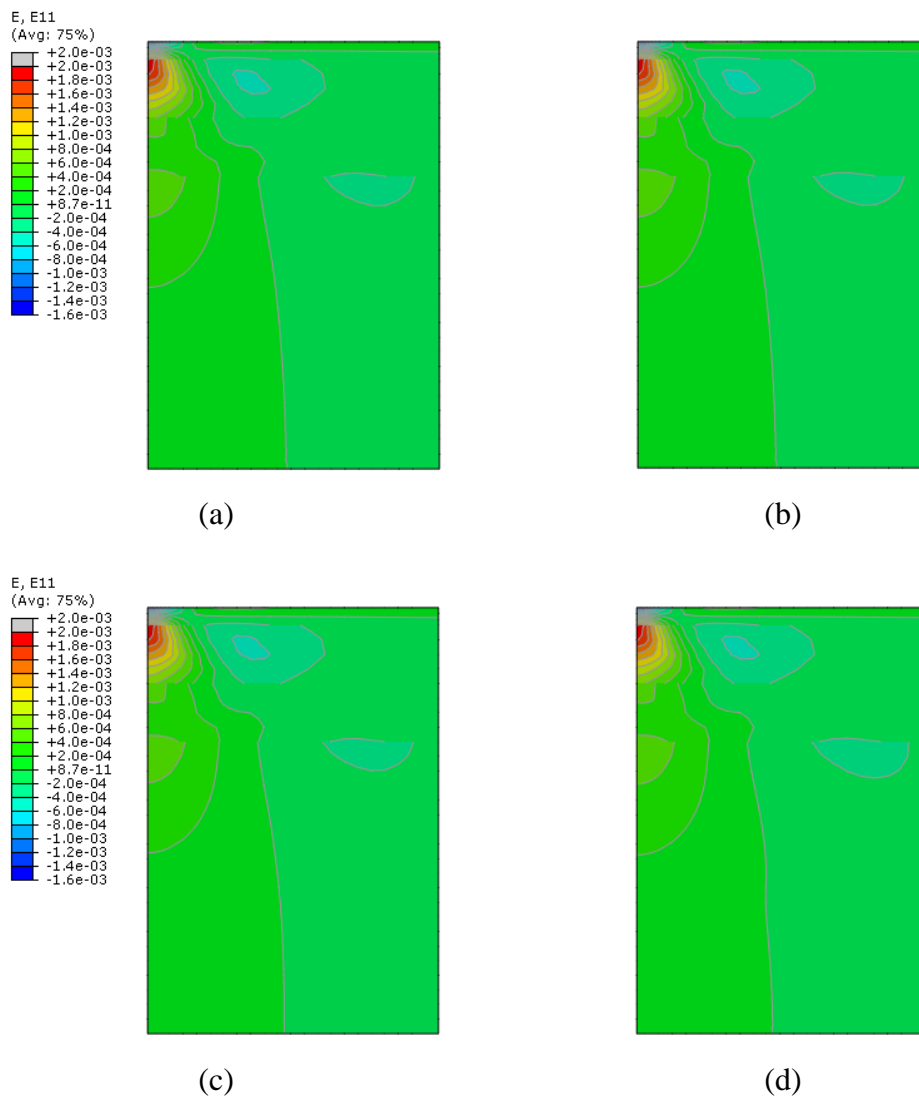 E, E11
(Avg: 75%)
+2.0e-03
+2.0e-03
+1.8e-03
+1.6e-03
+1.4e-03
+1.2e-03
+1.0e-03
+8.0e-04
+6.0e-04
+4.0e-04
+2.0e-04
+8.7e-11
-2.0e-04
-4.0e-04
-6.0e-04
-8.0e-04
-1.0e-03
-1.2e-03
-1.4e-03
-1.6e-03
(a)
(b)
E, E11
(Avg: 75%)
+2.0e-03
+2.0e-03
+1.8e-03
+1.6e-03
+1.4e-03
+1.2e-03
+1.0e-03
+8.0e-04
+6.0e-04
+4.0e-04
+2.0e-04
+8.7e-11
-2.0e-04
-4.0e-04
-6.0e-04
-8.0e-04
-1.0e-03
-1.2e-03
-1.4e-03
-1.6e-03
(c)
(d)